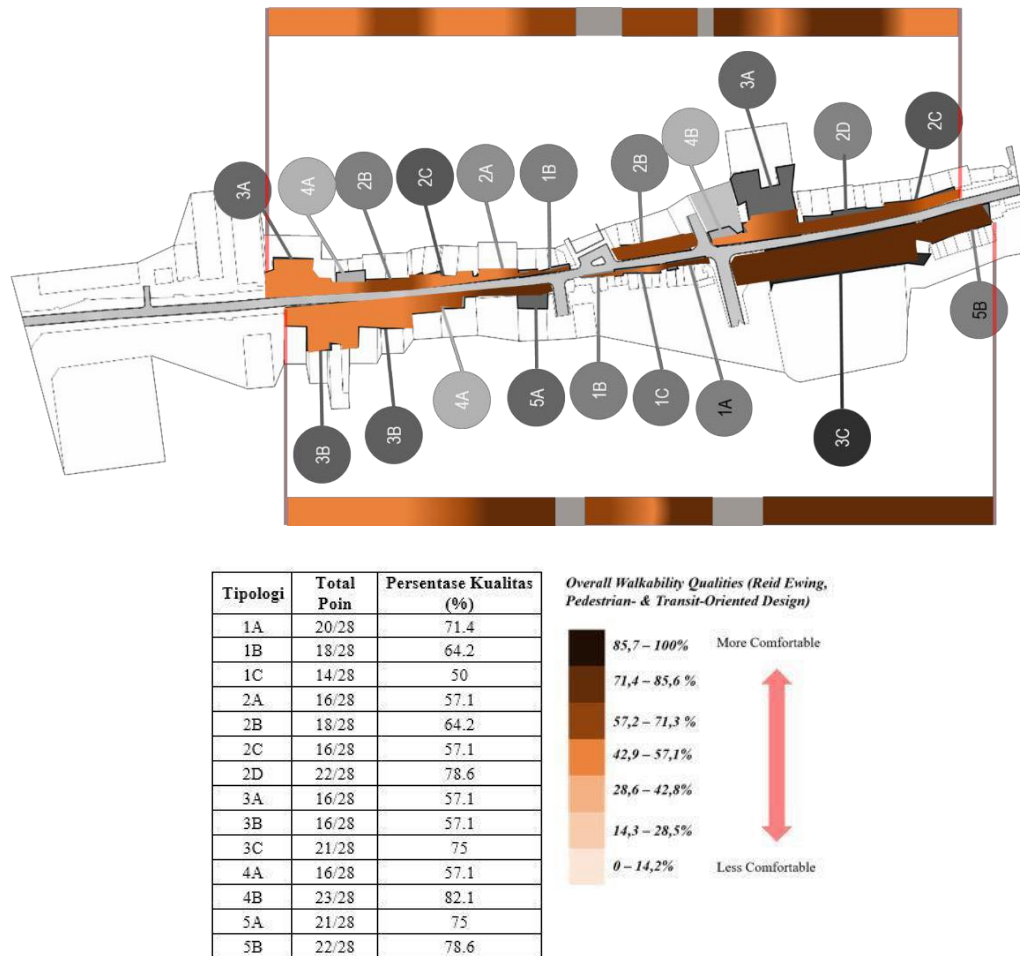 3A
4A
2B
2C
2A
1B
2B
4B
3A
2D
2C
3B
3B
4A
5A
1B
1C
1A
3C
5B
Tipologi Total Poin Persentase Kualitas (%)
1A 20/28 71.4
1B 18/28 64.2
1C 14/28 50
2A 16/28 57.1
2B 18/28 64.2
2C 16/28 57.1
2D 22/28 78.6
3A 16/28 57.1
3B 16/28 57.1
3C 21/28 75
4A 16/28 57.1
4B 23/28 82.1
5A 21/28 75
5B 22/28 78.6
Overall Walkability Qualities (Reid Ewing,
Pedestrian- & Transit-Oriented Design)
85,7 – 100% More Comfortable
71,4 – 85,6 %
57,2 – 71,3 %
42,9 – 57,1%
28,6 – 42,8%
14,3 – 28,5%
0 – 14,2% Less Comfortable